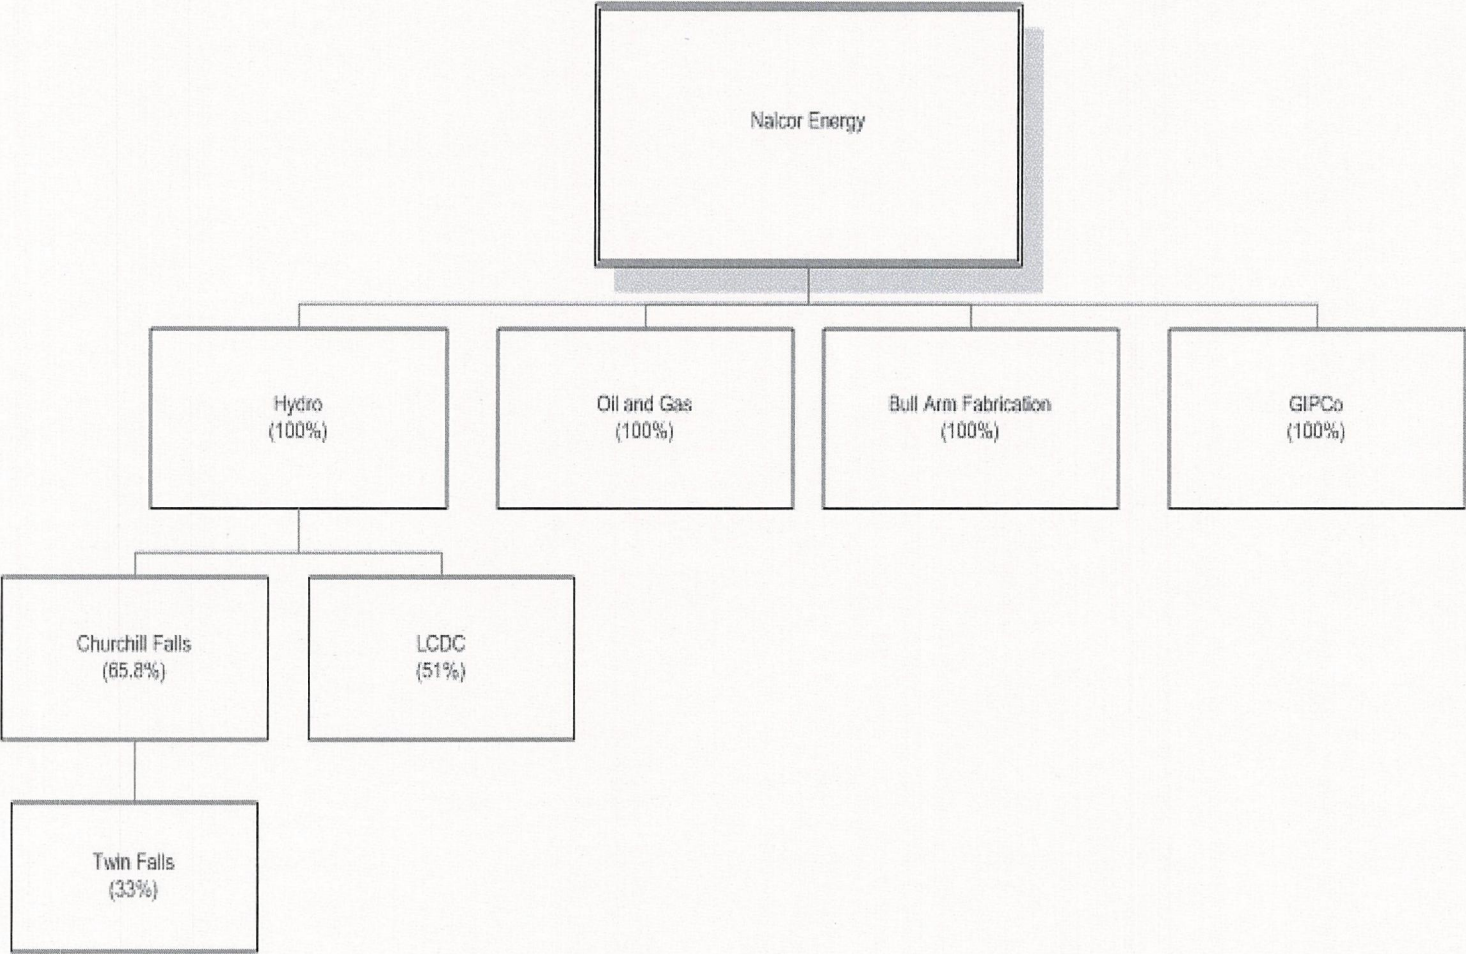 Nalcor Energy
Hydro
(100%)
Oil and Gas
(100%)
Bull Arm Fabrication
(100%)
GIPCo
(100%)
Churchill Falls
(65.8%)
LCDC
(51%)
Twin Falls
(33%)